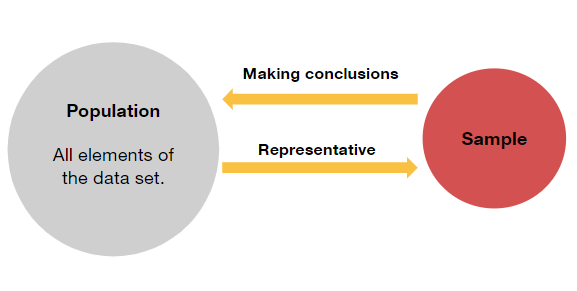 Population
All elements of
the data set.
Making conclusions
Representative
Sample